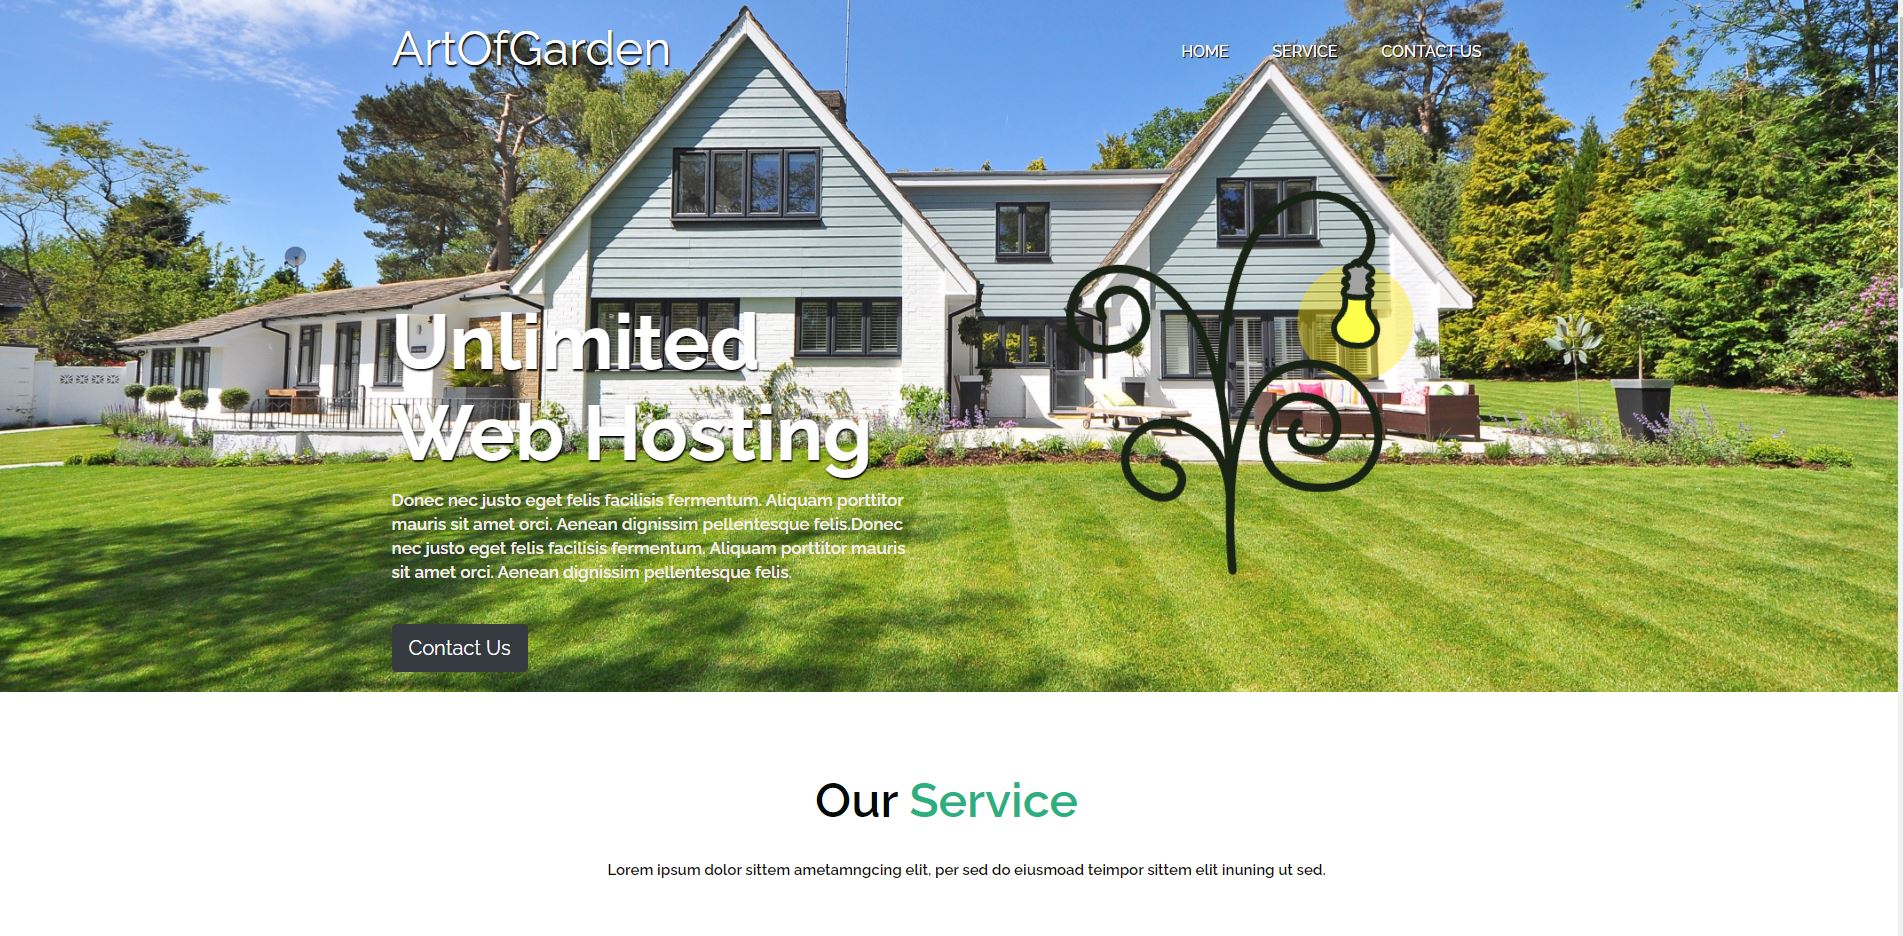 ArtOfGarden
HOME SERVICE CONTACT US
Unlimited
Web Hosting
Donec nec justo eget felis facilisis fermentum. Aliquam porttitor
mauris sit amet orci. Aenean dignissim pellentesque felis.Donec
nec justo eget felis facilisis fermentum. Aliquam porttitor mauris
sit amet orci. Aenean dignissim pellentesque felis.
Contact Us
Our Service
Lorem ipsum dolor sittem ametamngcing elit, per sed do eiusmoad teimpor sittem elit inuning ut sed.